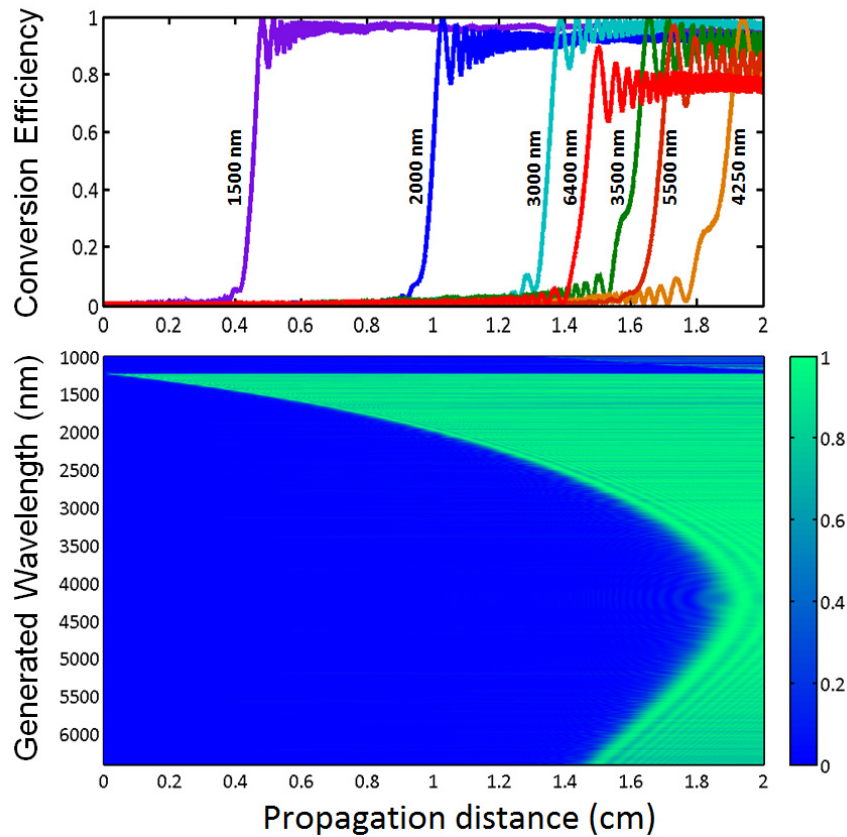 Conversion Efficiency
1
0.8
0.6
0.4
0.2
0
1500 nm
2000 nm
3000 nm
6400 nm
3500 nm
5500 nm
4250 nm
0 0.2 0.4 0.6 0.8 1 1.2 1.4 1.6 1.8 2
Generated Wavelength (nm)
1000
1500
2000
2500
3000
3500
4000
4500
5000
5500
6000
0 0.2 0.4 0.6 0.8 1 1.2 1.4 1.6 1.8 2
1
0.8
0.6
0.4
0.2
0
Propagation distance (cm)